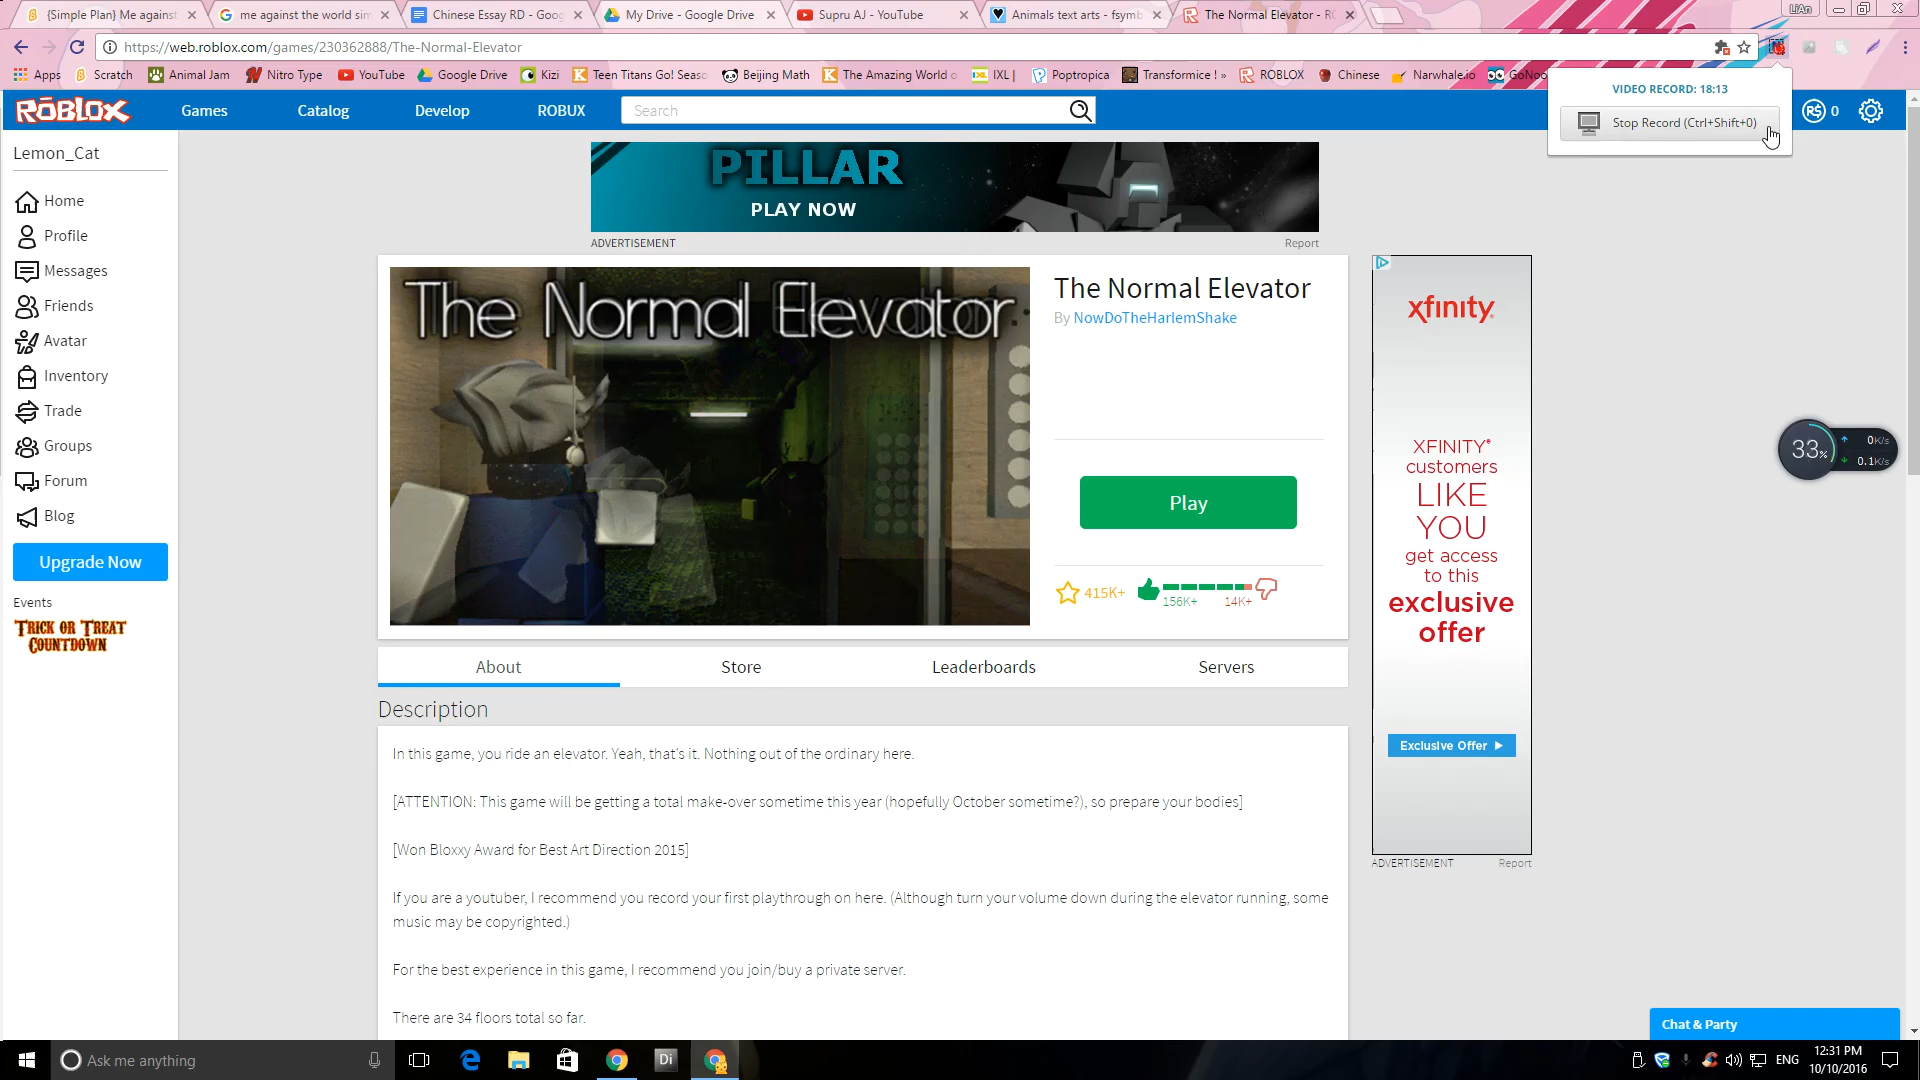 {Simple Plan} Me against
me against the world sim
Chinese Essay RD - Goog
My Drive - Google Drive
Supru AJ - YouTube
Animals text arts - fsymb
The Normal Elevator - RO
LiAn
https://web.roblox.com/games/230362888/The-Normal-Elevator
Apps
Scratch
Animal Jam
Nitro Type
YouTube
Google Drive
Kizi
Teen Titans Go! Seaso
Beijing Math
The Amazing World o
IXL |
Poptropica
Transformice ! »
ROBLOX
Chinese
Narwhale.io
GoNoo
VIDEO RECORD: 18:13
Stop Record (Ctrl+Shift+0)
ROBLOX
Games
Catalog
Develop
ROBUX
Search
R$ 0
Lemon_Cat
Home
Profile
Messages
Friends
Avatar
Inventory
Trade
Groups
Forum
Blog
Upgrade Now
Events
TRICK OR TREAT
COUNTDOWN
PILLAR
PLAY NOW
ADVERTISEMENT
Report
The Normal Elevator
The Normal Elevator
By NowDoTheHarlemShake
Play
415K+
156K+
14K+
About
Store
Leaderboards
Servers
Description
In this game, you ride an elevator. Yeah, that's it. Nothing out of the ordinary here.
[ATTENTION: This game will be getting a total make-over sometime this year (hopefully October sometime?), so prepare your bodies]
[Won Bloxxy Award for Best Art Direction 2015]
If you are a youtuber, I recommend you record your first playthrough on here. (Although turn your volume down during the elevator running, some
music may be copyrighted.)
For the best experience in this game, I recommend you join/buy a private server.
There are 34 floors total so far.
xfinity
XFINITY®
customers
LIKE
YOU
get access
to this
exclusive
offer
Exclusive Offer
ADVERTISEMENT
Report
33%
0K/s
0.1K/s
Chat & Party
Ask me anything
Di
ENG
12:31 PM
10/10/2016